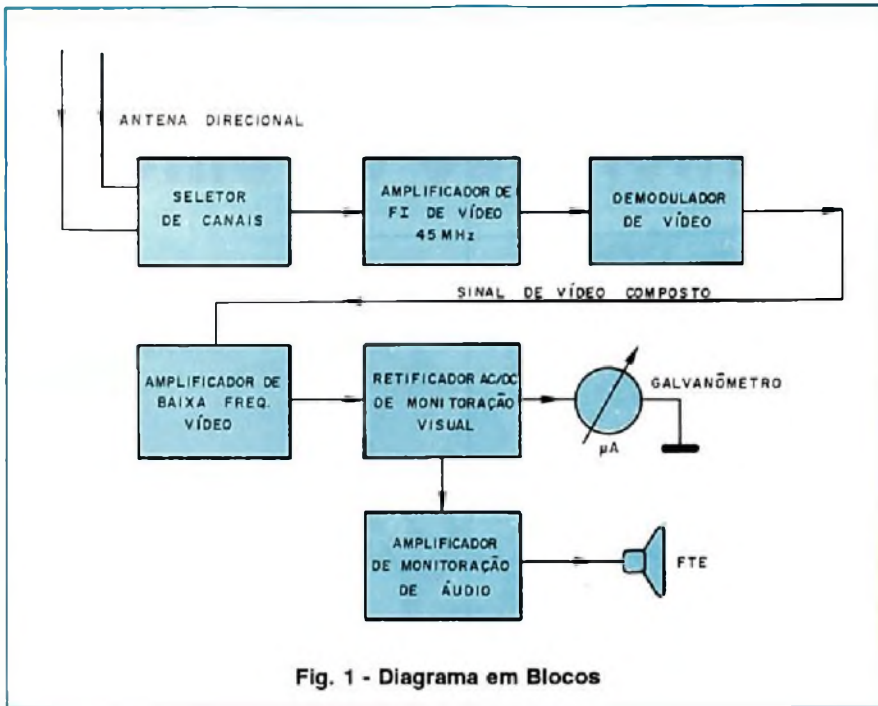 ANTENA DIRECIONAL
SELETOR
DE CANAIS
AMPLIFICADOR DE
FI DE VÍDEO
45 MHz
DEMODULADOR
DE VÍDEO
SINAL DE VÍDEO COMPOSTO
AMPLIFICADOR DE
BAIXA FREQ.
VÍDEO
RETIFICADOR AC/DC
DE MONITORAÇÃO
VISUAL
GALVANÔMETRO
µA
AMPLIFICADOR
DE MONITORAÇÃO
DE ÁUDIO
FTE
Fig. 1 - Diagrama em Blocos